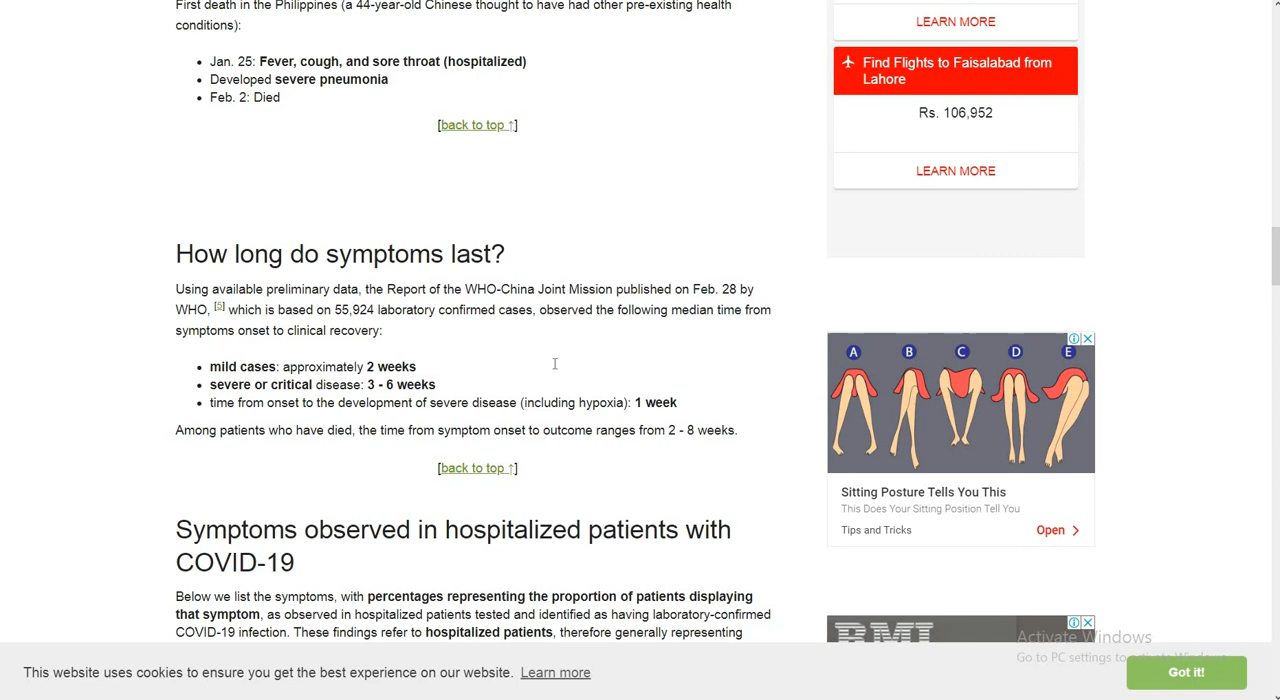 First death in the Philippines (a 44-year-old Chinese thought to have had other pre-existing health
conditions):
Jan. 25: Fever, cough, and sore throat (hospitalized)
Developed severe pneumonia
Feb. 2: Died
[back to top ↑]
How long do symptoms last?
Using available preliminary data, the Report of the WHO-China Joint Mission published on Feb. 28 by
WHO, [5] which is based on 55,924 laboratory confirmed cases, observed the following median time from
symptoms onset to clinical recovery:
mild cases: approximately 2 weeks
severe or critical disease: 3 - 6 weeks
time from onset to the development of severe disease (including hypoxia): 1 week
Among patients who have died, the time from symptom onset to outcome ranges from 2 - 8 weeks.
[back to top ↑]
Symptoms observed in hospitalized patients with
COVID-19
Below we list the symptoms, with percentages representing the proportion of patients displaying
that symptom, as observed in hospitalized patients tested and identified as having laboratory-confirmed
COVID-19 infection. These findings refer to hospitalized patients, therefore generally representing
LEARN MORE
Find Flights to Faisalabad from
Lahore
Rs. 106,952
LEARN MORE
A B C D E
Sitting Posture Tells You This
This Does Your Sitting Position Tell You
Tips and Tricks
Open
Activate Windows
Go to PC settings to activate Windows.
This website uses cookies to ensure you get the best experience on our website. Learn more
Got it!